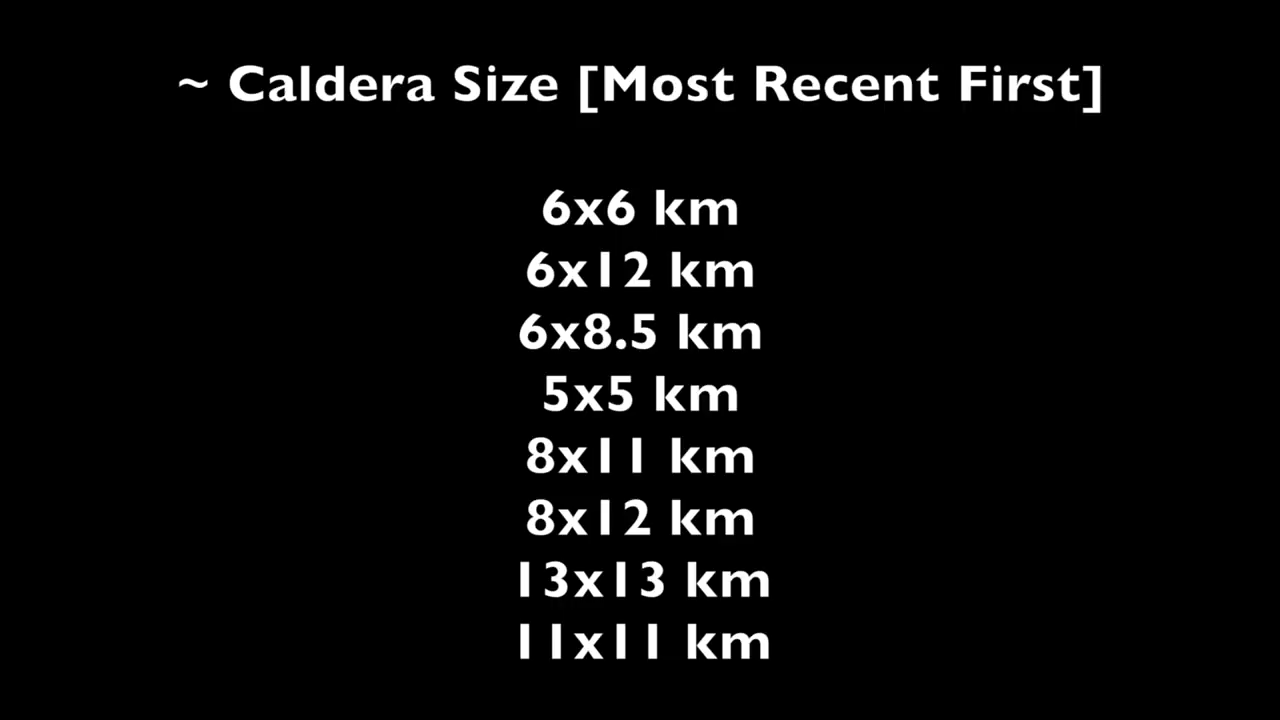 ~ Caldera Size [Most Recent First]
6x6 km
6x12 km
6x8.5 km
5x5 km
8x11 km
8x12 km
13x13 km
11x11 km